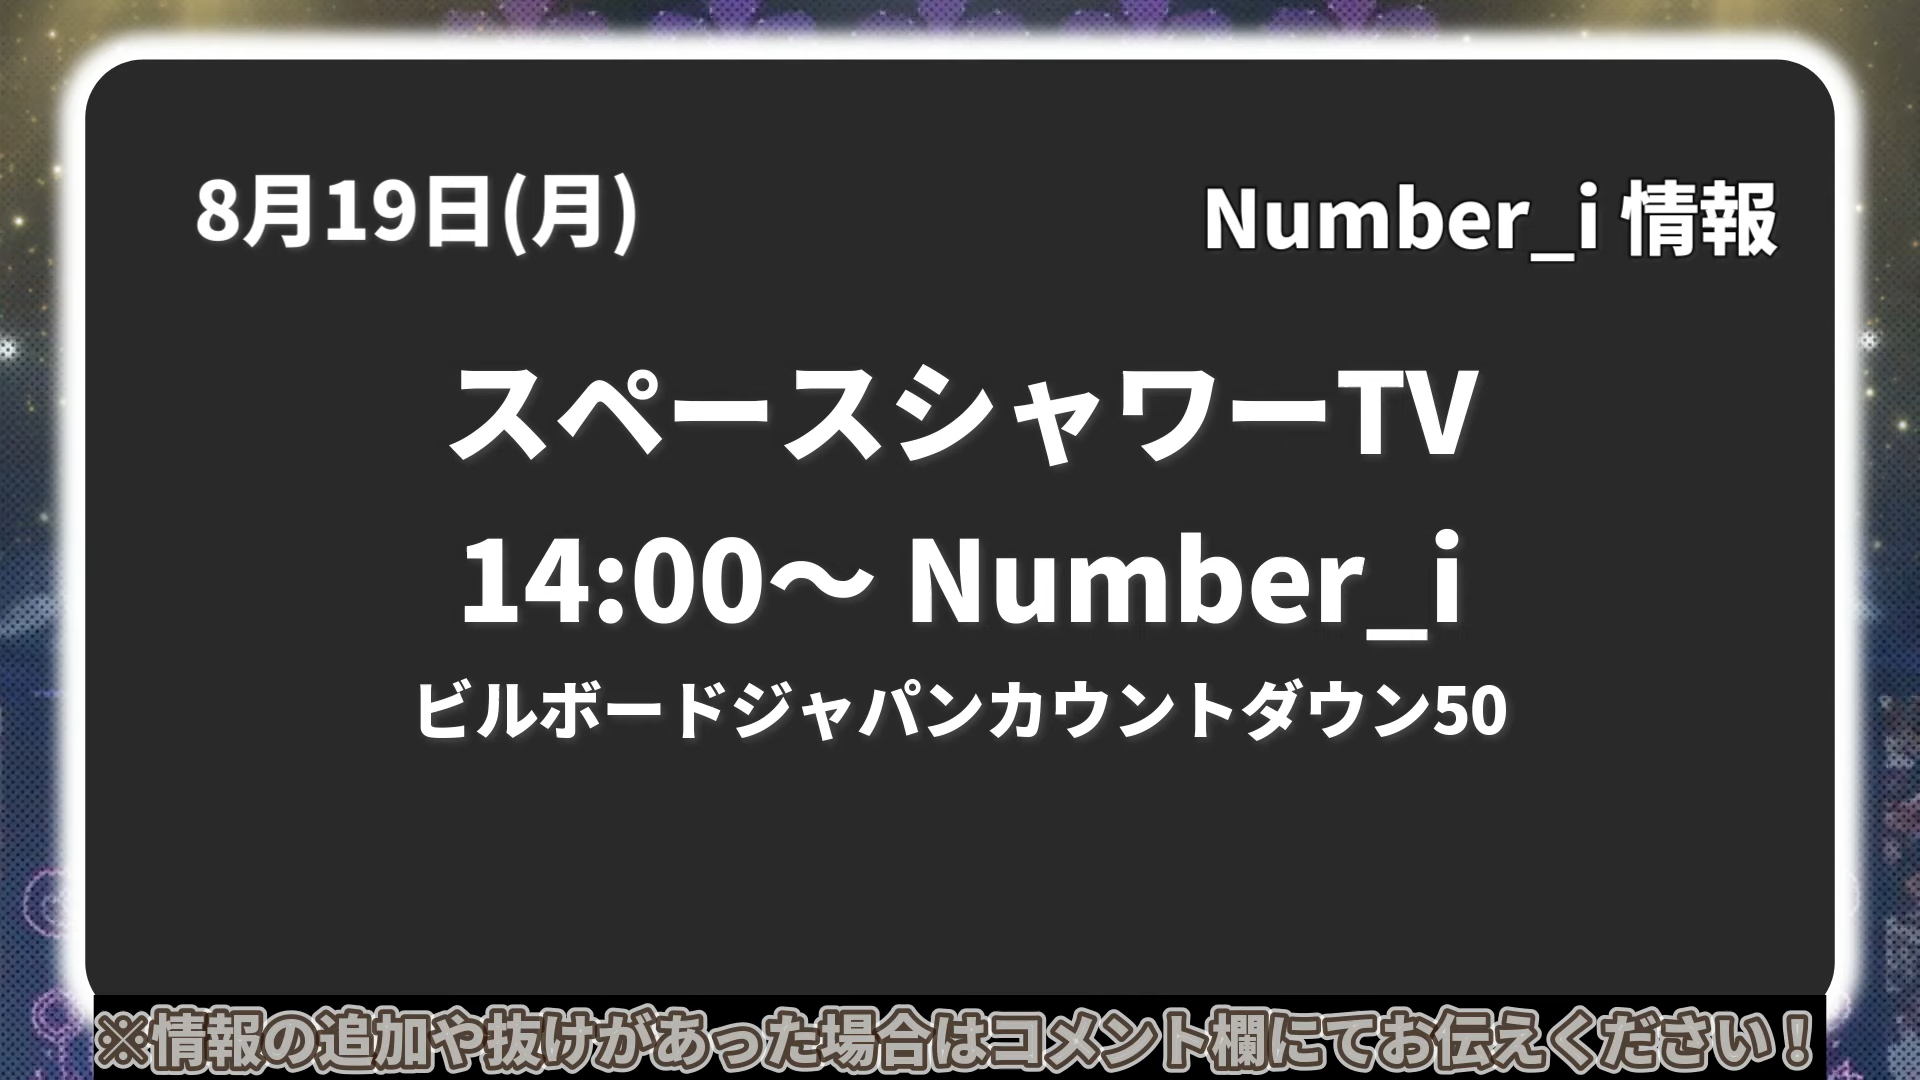 8月19日(月)
Number_i 情報
スペースシャワーTV
14:00〜 Number_i
ビルボードジャパンカウントダウン50
※情報の追加や抜けがあった場合はコメント欄にてお伝えください！